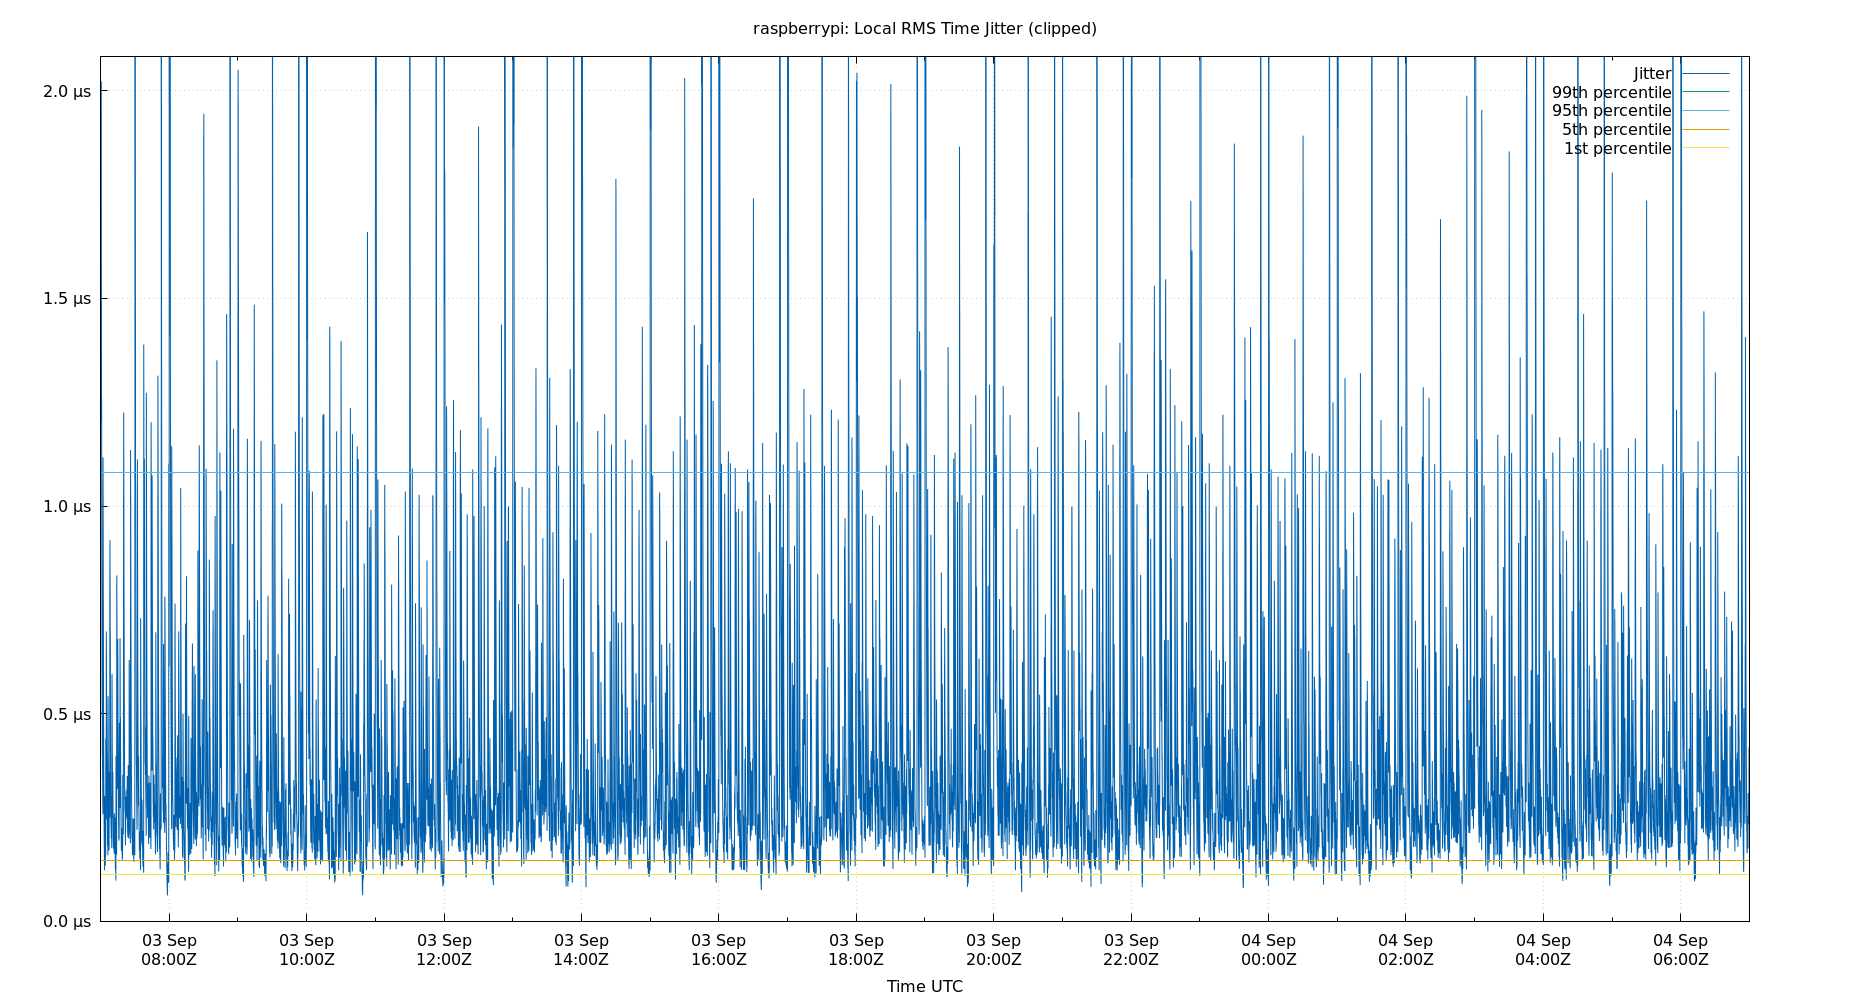 raspberrypi: Local RMS Time Jitter (clipped)
Jitter
99th percentile
95th percentile
5th percentile
1st percentile
2.0 µs
1.5 µs
1.0 µs
0.5 µs
0.0 µs
03 Sep 03 Sep 03 Sep 03 Sep 03 Sep 03 Sep 03 Sep 03 Sep 04 Sep 04 Sep 04 Sep 04 Sep
08:00Z 10:00Z 12:00Z 14:00Z 16:00Z 18:00Z 20:00Z 22:00Z 00:00Z 02:00Z 04:00Z 06:00Z
Time UTC